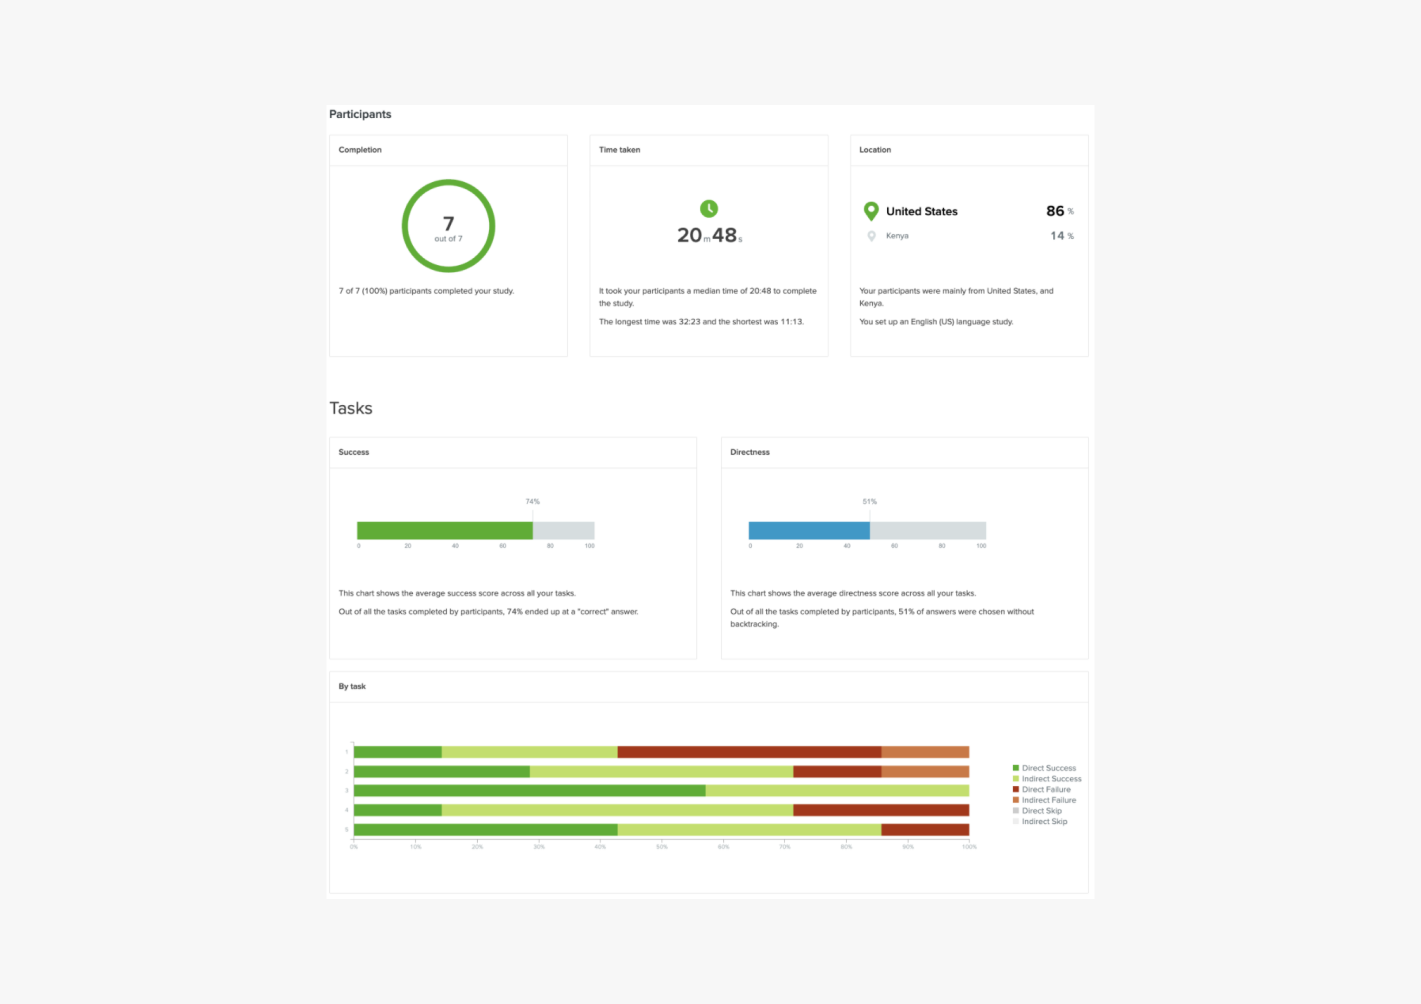 Participants
Completion
7
out of 7
7 of 7 (100%) participants completed your study.
Time taken
20m 48s
It took your participants a median time of 20:48 to complete
the study.
The longest time was 32:23 and the shortest was 11:13.
Location
United States 86 %
Kenya 14 %
Your participants were mainly from United States, and
Kenya.
You set up an English (US) language study.
Tasks
Success
74%
0 20 40 60 80 100
This chart shows the average success score across all your tasks.
Out of all the tasks completed by participants, 74% ended up at a "correct" answer.
Directness
51%
0 20 40 60 80 100
This chart shows the average directness score across all your tasks.
Out of all the tasks completed by participants, 51% of answers were chosen without
backtracking.
By task
1
2
3
4
5
0% 10% 20% 30% 40% 50% 60% 70% 80% 90% 100%
Direct Success
Indirect Success
Direct Failure
Indirect Failure
Direct Skip
Indirect Skip